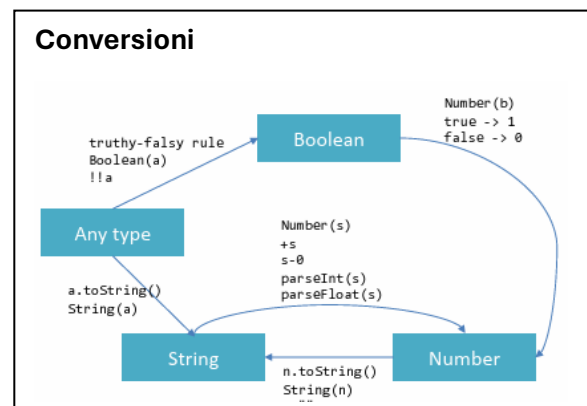 Conversioni
Number(b)
true -> 1
false -> 0
truthy-falsy rule
Boolean(a)
!!a
Boolean
Any type
Number(s)
+s
s-0
parseInt(s)
parseFloat(s)
a.toString()
String(a)
String
Number
n.toString()
String(n)